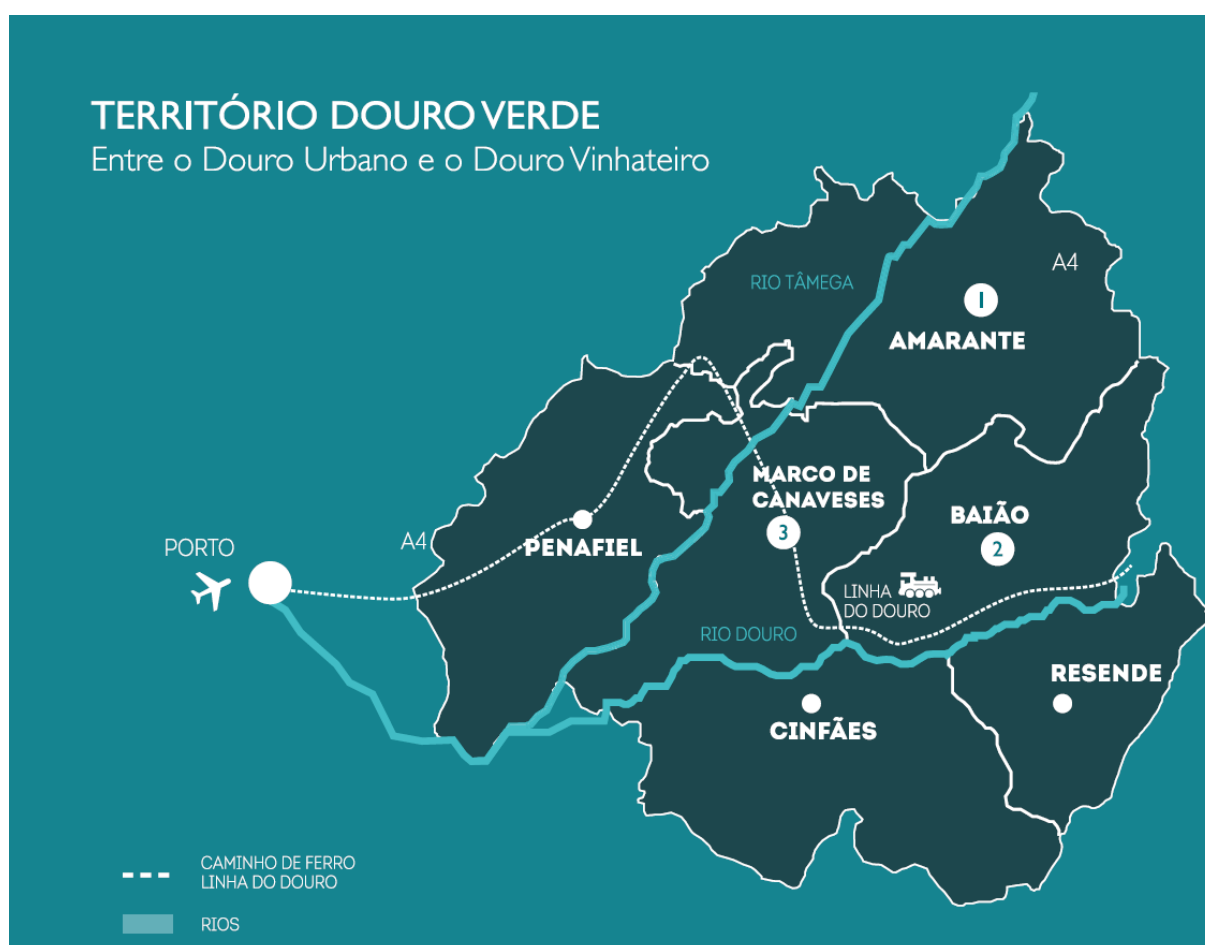 TERRITÓRIO DOURO VERDE
Entre o Douro Urbano e o Douro Vinhateiro
RIO TÂMEGA
A4
1
AMARANTE
MARCO DE
CANAVESES
3
BAIÃO
2
PORTO
A4
PENAFIEL
LINHA
DO DOURO
RIO DOURO
RESENDE
CINFÃES
CAMINHO DE FERRO
LINHA DO DOURO
RIOS